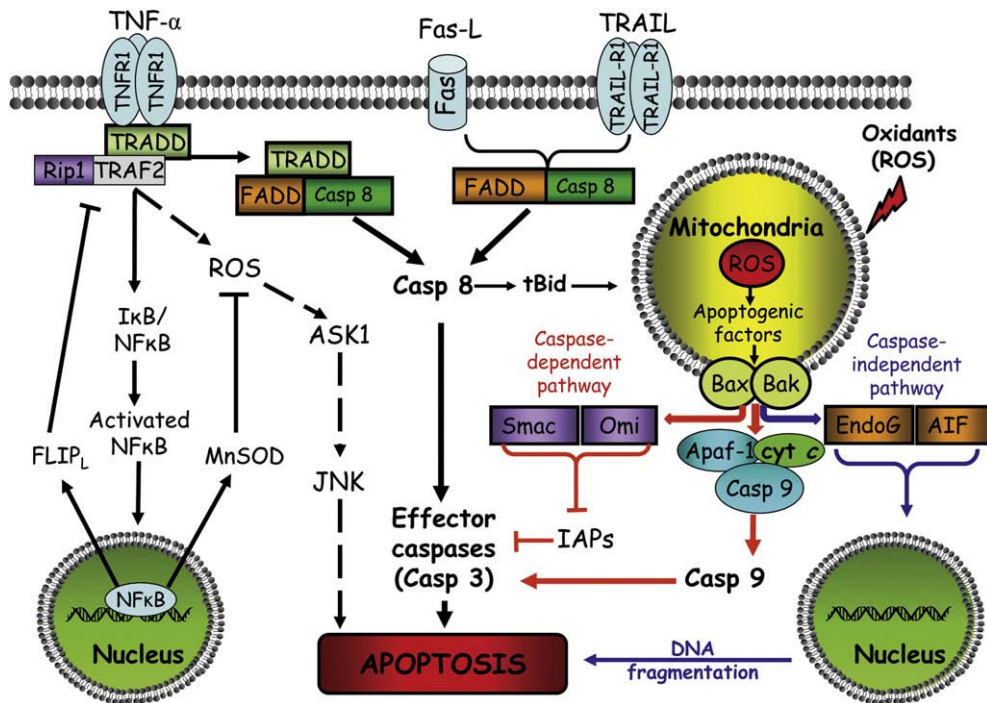 TNF-α
Fas-L
TRAIL
TNFR1
TNFR1
Fas
TRAIL-R1
TRAIL-R1
TRADD
Rip1
TRAF2
TRADD
FADD
Casp 8
FADD
Casp 8
Oxidants
(ROS)
Mitochondria
ROS
Apoptogenic
factors
Bax
Bak
ROS
Casp 8
tBid
IκB/
NFκB
ASK1
Caspase-
dependent
pathway
Caspase-
independent
pathway
Activated
NFκB
Smac
Omi
Apaf-1
cyt c
Casp 9
EndoG
AIF
FLIPL
MnSOD
JNK
Effector
caspases
(Casp 3)
IAPs
Casp 9
NFκB
Nucleus
APOPTOSIS
DNA
fragmentation
Nucleus